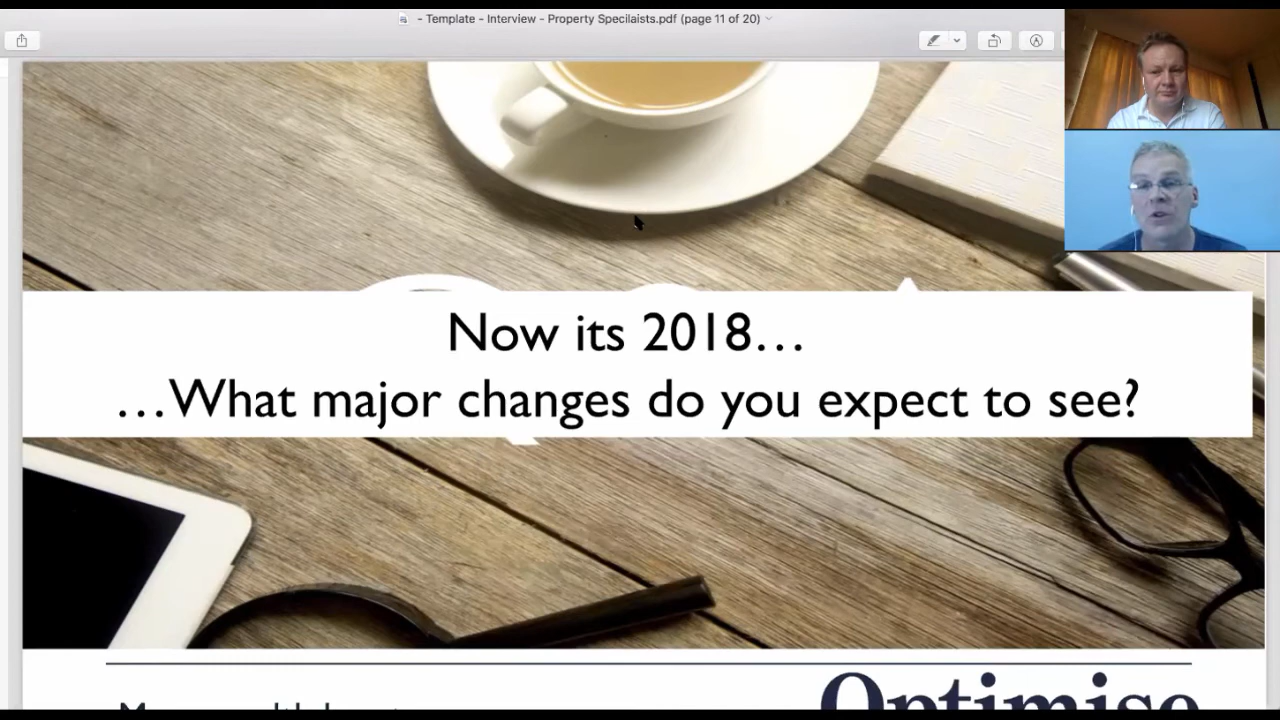 - Template - Interview - Property Specilaists.pdf (page 11 of 20)
Now its 2018...
...What major changes do you expect to see?
Optimise